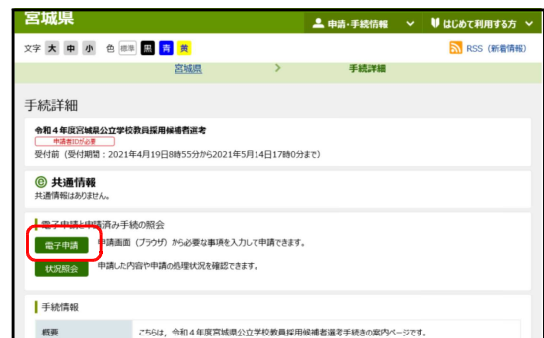 宮城県
申請・手続情報 はじめて利用する方
文字 大 中 小 色 標準 黒 青 黄 RSS（新着情報）
宮城県 > 手続詳細
手続詳細
令和４年度宮城県公立学校教員採用候補者選考
申請者IDが必要
受付前（受付期間：2021年4月19日8時55分から2021年5月14日17時0分まで）
共通情報
共通情報はありません。
電子申請と申請済み手続の照会
電子申請 申請画面（ブラウザ）から必要な事項を入力して申請できます。
状況照会 申請した内容や申請の処理状況を確認できます。
手続情報
概要 こちらは，令和４年度宮城県公立学校教員採用候補者選考手続きの案内ページです。